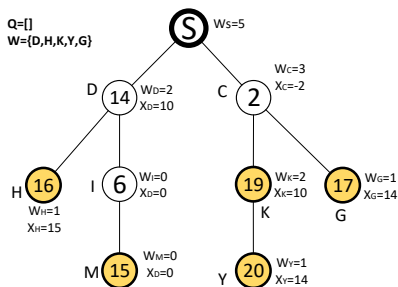 Q=[]
W={D,H,K,Y,G}
S
Ws=5
D
14
WD=2
XD=10
C
2
WC=3
XC=-2
H
16
WH=1
XH=15
I
6
WI=0
XD=0
19
K
WK=2
XK=10
17
G
WG=1
XG=14
M
15
WM=0
XD=0
Y
20
WY=1
XY=14